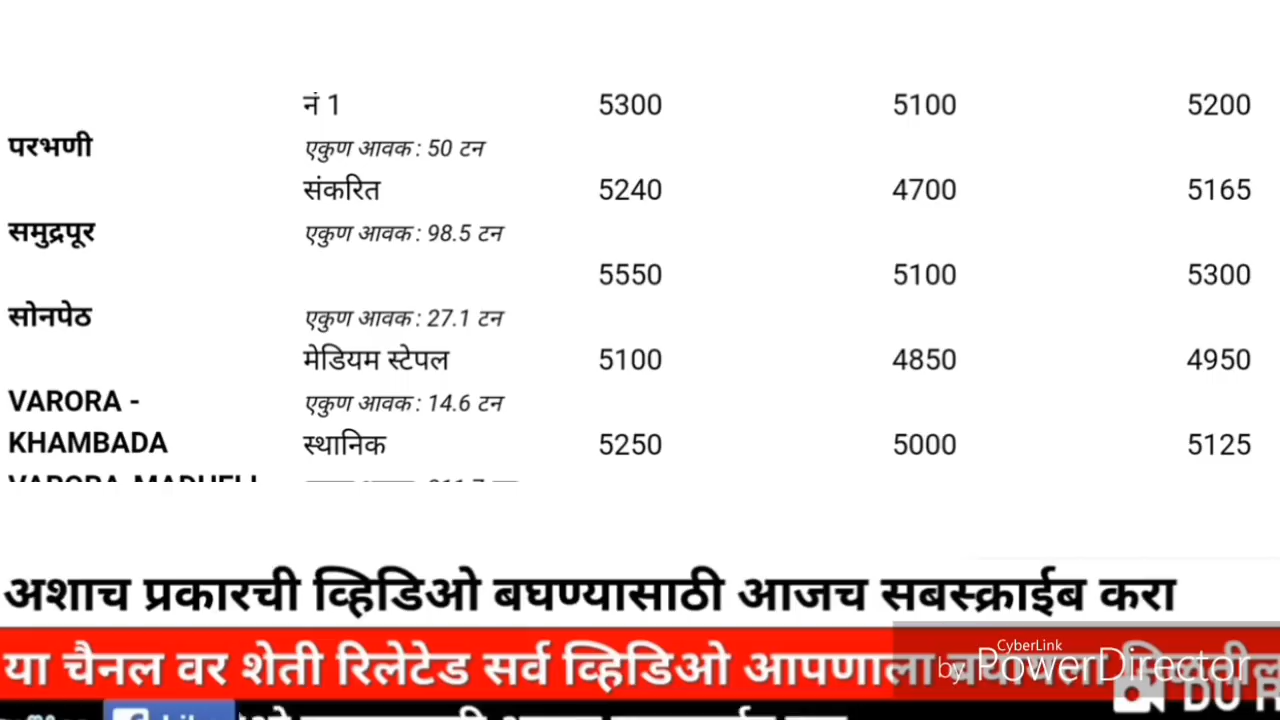 नं 1 5300 5100 5200
परभणी एकुण आवक : 50 टन
संकरित 5240 4700 5165
समुद्रपूर एकुण आवक : 98.5 टन
5550 5100 5300
सोनपेठ एकुण आवक : 27.1 टन
मेडियम स्टेपल 5100 4850 4950
VARORA - एकुण आवक : 14.6 टन
KHAMBADA स्थानिक 5250 5000 5125
अशाच प्रकारची व्हिडिओ बघण्यासाठी आजच सबस्क्राईब करा
या चैनल वर शेती रिलेटेड सर्व व्हिडिओ आपणाला
CyberLink
by PowerDirector